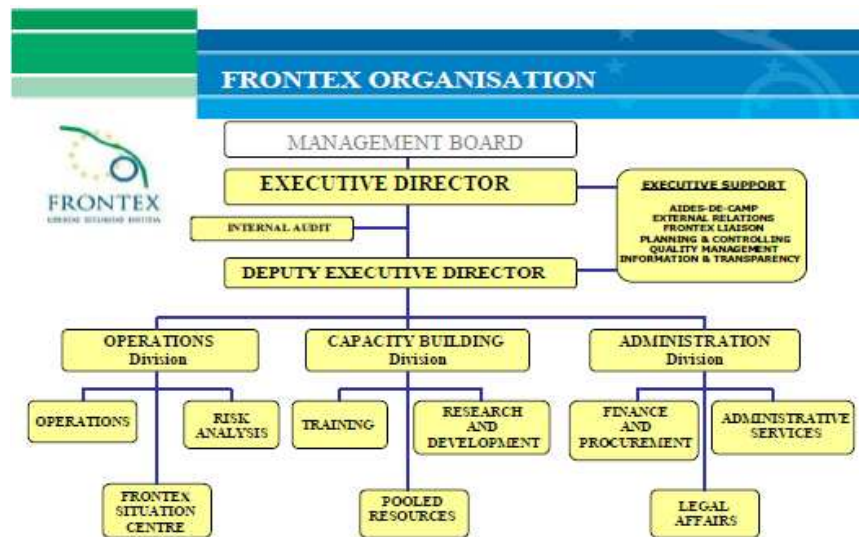 FRONTEX ORGANISATION
FRONTEX
MANAGEMENT BOARD
EXECUTIVE DIRECTOR
EXECUTIVE SUPPORT
AIDES-DE-CAMP
EXTERNAL RELATIONS
FRONTEX LIAISON
PLANNING & CONTROLLING
QUALITY MANAGEMENT
INFORMATION & TRANSPARENCY
INTERNAL AUDIT
DEPUTY EXECUTIVE DIRECTOR
OPERATIONS
Division
CAPACITY BUILDING
Division
ADMINISTRATION
Division
OPERATIONS
RISK
ANALYSIS
TRAINING
RESEARCH
AND
DEVELOPMENT
FINANCE
AND
PROCUREMENT
ADMINISTRATIVE
SERVICES
FRONTEX
SITUATION
CENTRE
POOLED
RESOURCES
LEGAL
AFFAIRS